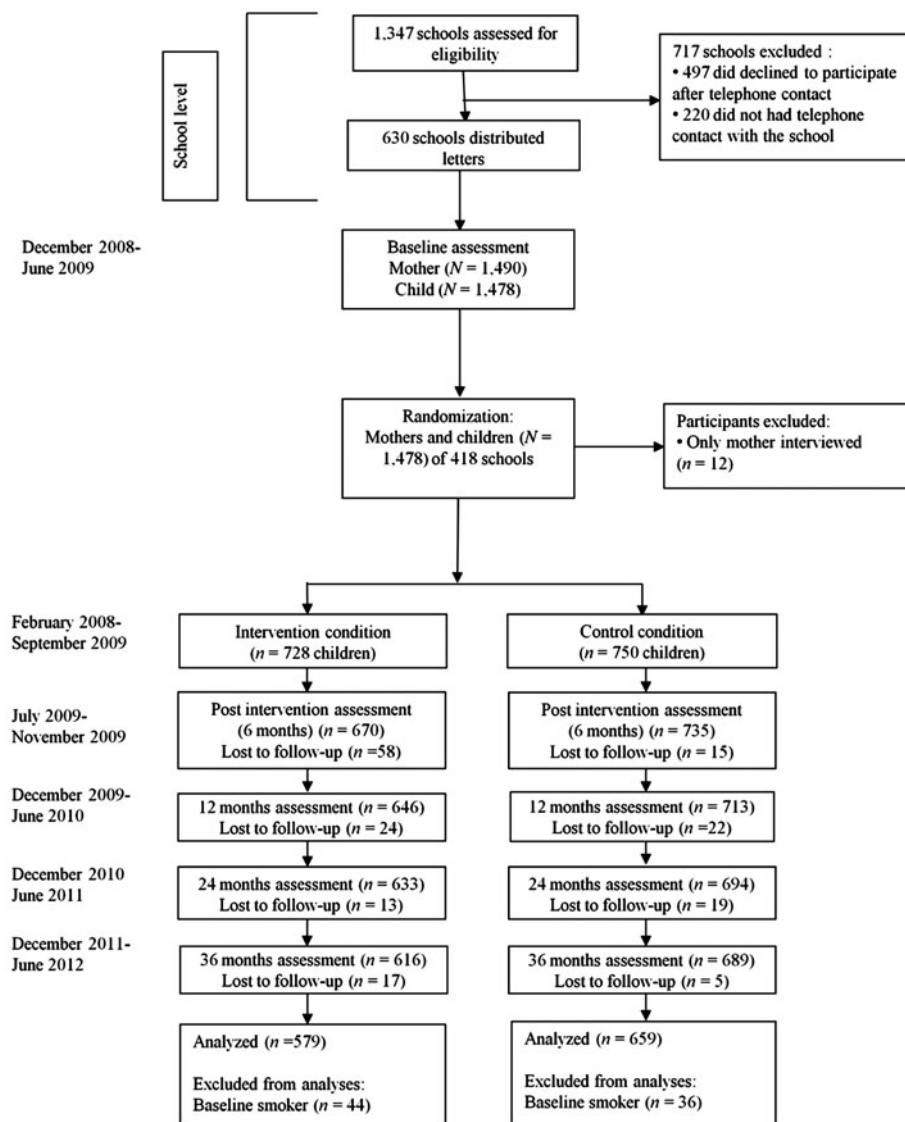 School level
1,347 schools assessed for
eligibility
717 schools excluded :
• 497 did declined to participate
after telephone contact
• 220 did not had telephone
contact with the school
630 schools distributed
letters
December 2008-
June 2009
Baseline assessment
Mother (N = 1,490)
Child (N = 1,478)
Randomization:
Mothers and children (N =
1,478) of 418 schools
Participants excluded:
• Only mother interviewed
(n = 12)
February 2008-
September 2009
Intervention condition
(n = 728 children)
Control condition
(n = 750 children)
July 2009-
November 2009
Post intervention assessment
(6 months) (n = 670)
Lost to follow-up (n =58)
Post intervention assessment
(6 months) (n = 735)
Lost to follow-up (n = 15)
December 2009-
June 2010
12 months assessment (n = 646)
Lost to follow-up (n = 24)
12 months assessment (n = 713)
Lost to follow-up (n =22)
December 2010
June 2011
24 months assessment (n = 633)
Lost to follow-up (n = 13)
24 months assessment (n = 694)
Lost to follow-up (n = 19)
December 2011-
June 2012
36 months assessment (n = 616)
Lost to follow-up (n = 17)
36 months assessment (n = 689)
Lost to follow-up (n = 5)
Analyzed (n =579)
Excluded from analyses:
Baseline smoker (n = 44)
Analyzed (n = 659)
Excluded from analyses:
Baseline smoker (n = 36)